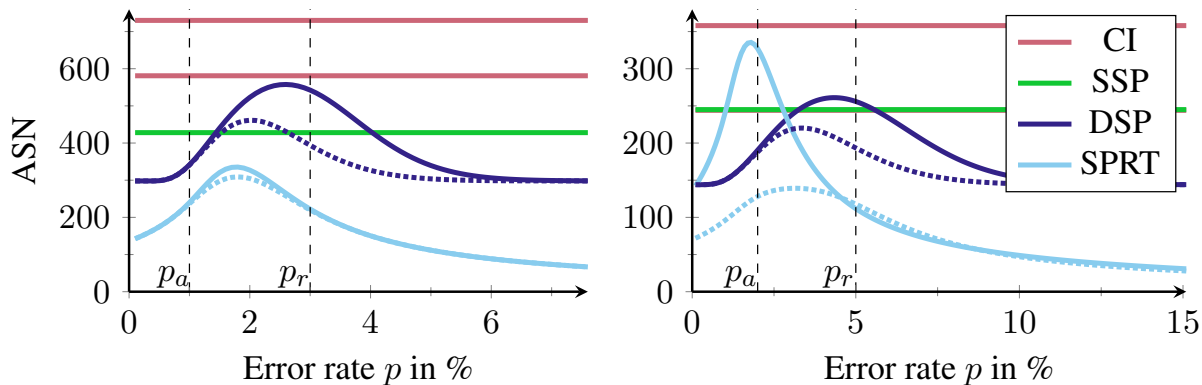 ASN
600
400
200
0
p_a
p_r
0
2
4
6
Error rate p in %
300
200
100
0
p_a
p_r
0
5
10
15
Error rate p in %
CI
SSP
DSP
SPRT